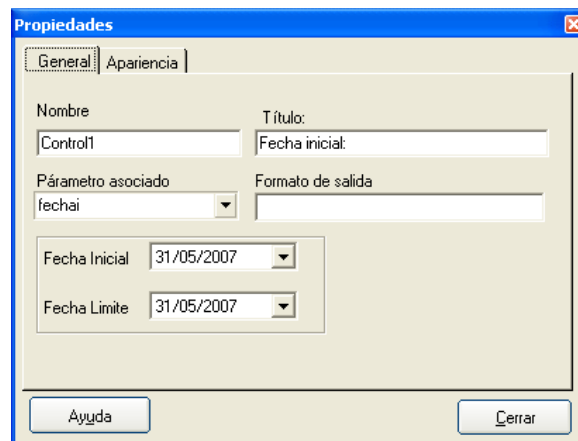 Propiedades
General Apariencia
Nombre Título:
Control1 Fecha inicial:
Párametro asociado Formato de salida
fechai
Fecha Inicial 31/05/2007
Fecha Limite 31/05/2007
Ayuda Cerrar